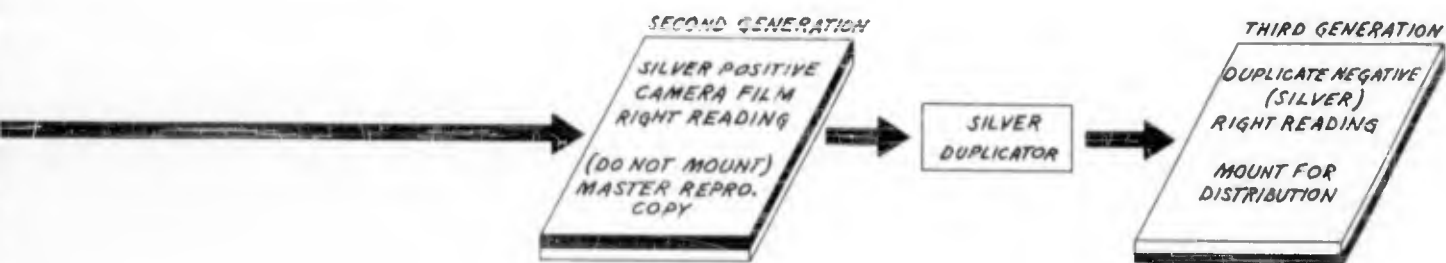 SECOND GENERATION
SILVER POSITIVE
CAMERA FILM
RIGHT READING
(DO NOT MOUNT)
MASTER REPRO.
COPY
SILVER
DUPLICATOR
THIRD GENERATION
DUPLICATE NEGATIVE
(SILVER)
RIGHT READING
MOUNT FOR
DISTRIBUTION